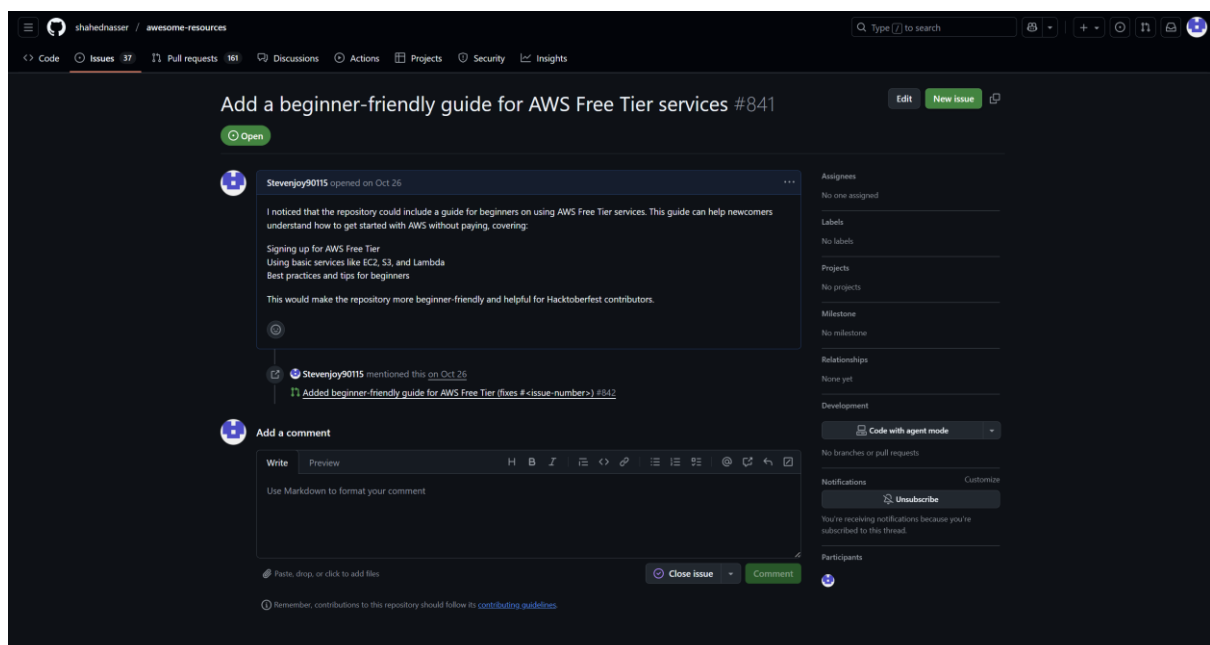 shahednasser / awesome-resources
Type / to search
Code
Issues 37
Pull requests 161
Discussions
Actions
Projects
Security
Insights
Add a beginner-friendly guide for AWS Free Tier services #841
Edit
New issue
Open
Stevenjoy90115 opened on Oct 26
I noticed that the repository could include a guide for beginners on using AWS Free Tier services. This guide can help newcomers
understand how to get started with AWS without paying, covering:
Signing up for AWS Free Tier
Using basic services like EC2, S3, and Lambda
Best practices and tips for beginners
This would make the repository more beginner-friendly and helpful for Hacktoberfest contributors.
Stevenjoy90115 mentioned this on Oct 26
Added beginner-friendly guide for AWS Free Tier (fixes #<issue-number>) #842
Add a comment
Write
Preview
H B I
Use Markdown to format your comment
Paste, drop, or click to add files
Close issue
Comment
Remember, contributions to this repository should follow its contributing guidelines.
Assignees
No one assigned
Labels
No labels
Projects
No projects
Milestone
No milestone
Relationships
None yet
Development
Code with agent mode
No branches or pull requests
Notifications
Customize
Unsubscribe
You're receiving notifications because you're
subscribed to this thread.
Participants